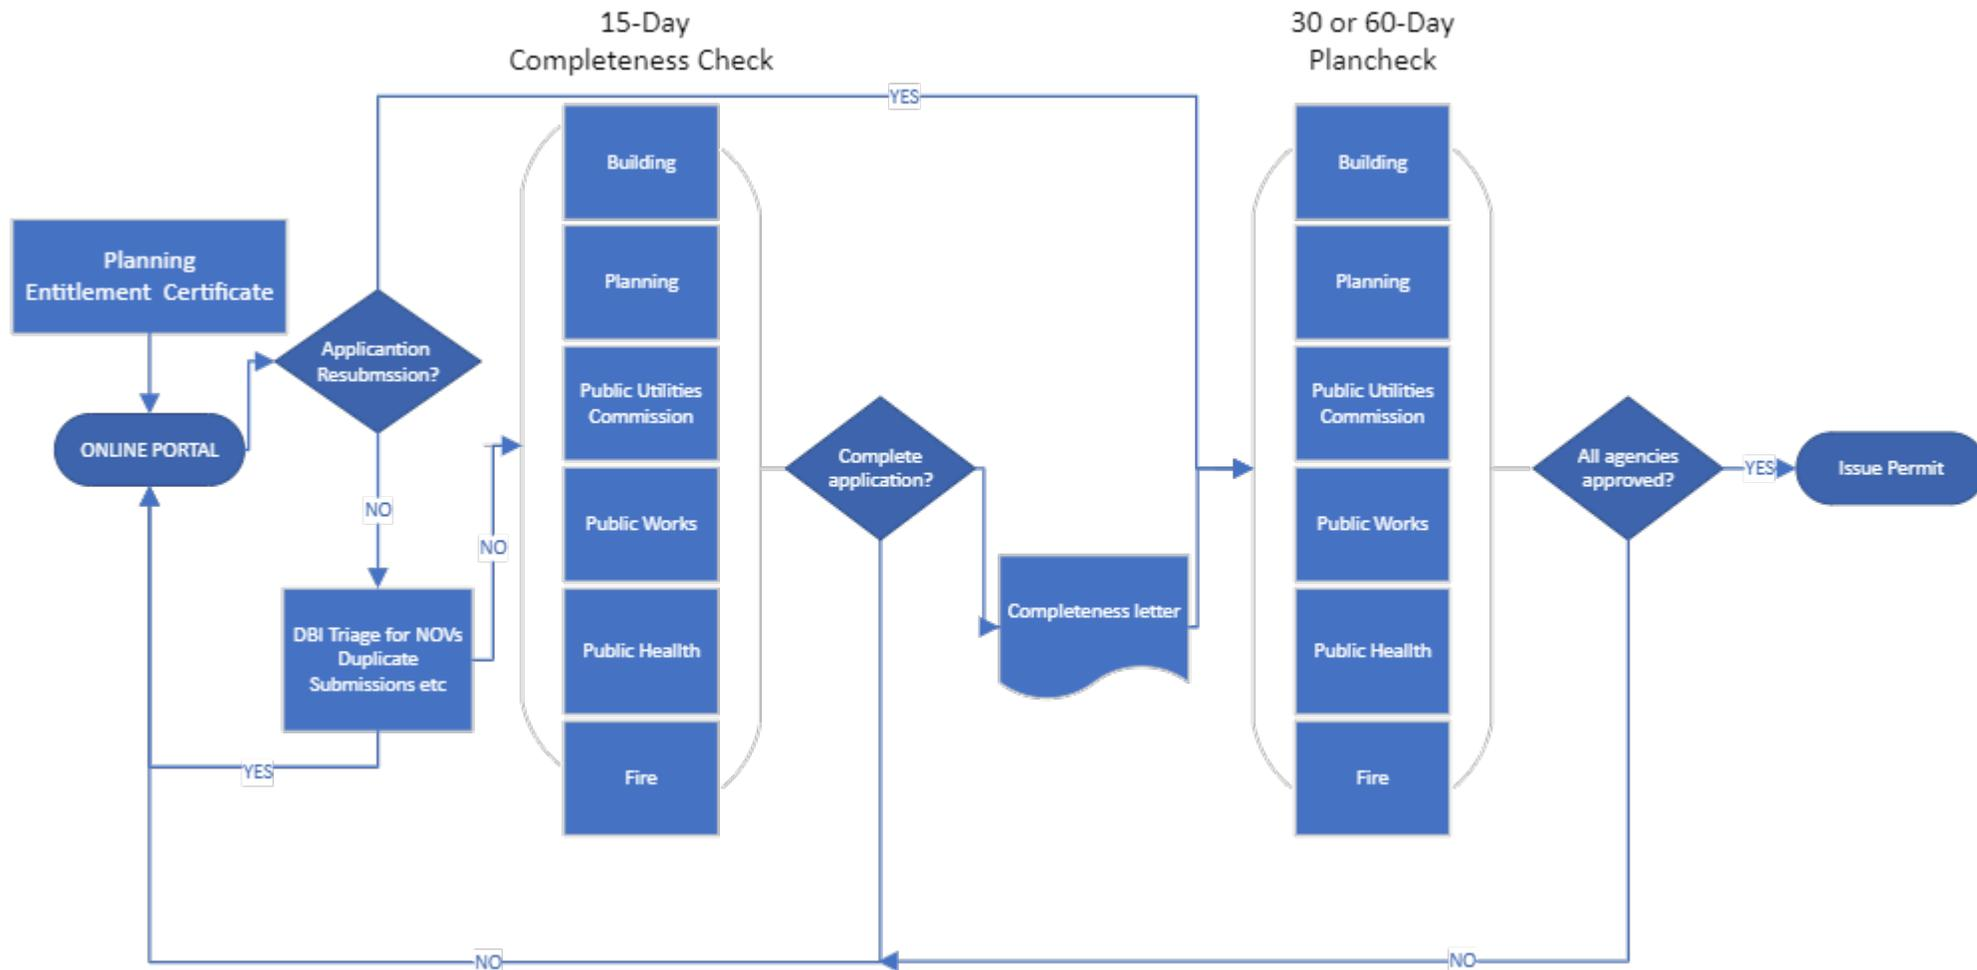 15-Day
Completeness Check
30 or 60-Day
Plancheck
YES
Planning
Entitlement Certificate
ONLINE PORTAL
Applicantion
Resubmssion?
NO
DBI Triage for NOVs
Duplicate
Submissions etc
YES
NO
Building
Planning
Public Utilities
Commission
Public Works
Public Heallth
Fire
Complete
application?
Completeness letter
Building
Planning
Public Utilities
Commission
Public Works
Public Heallth
Fire
All agencies
approved?
YES
Issue Permit
NO
NO